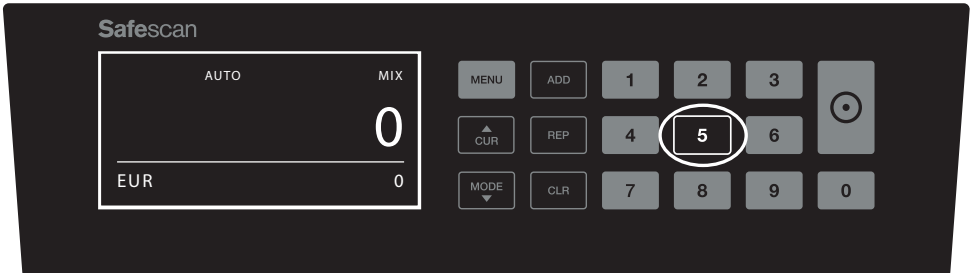 Safescan
AUTO MIX
0
EUR 0
MENU ADD 1 2 3
CUR REP 4 5 6
MODE CLR 7 8 9 0